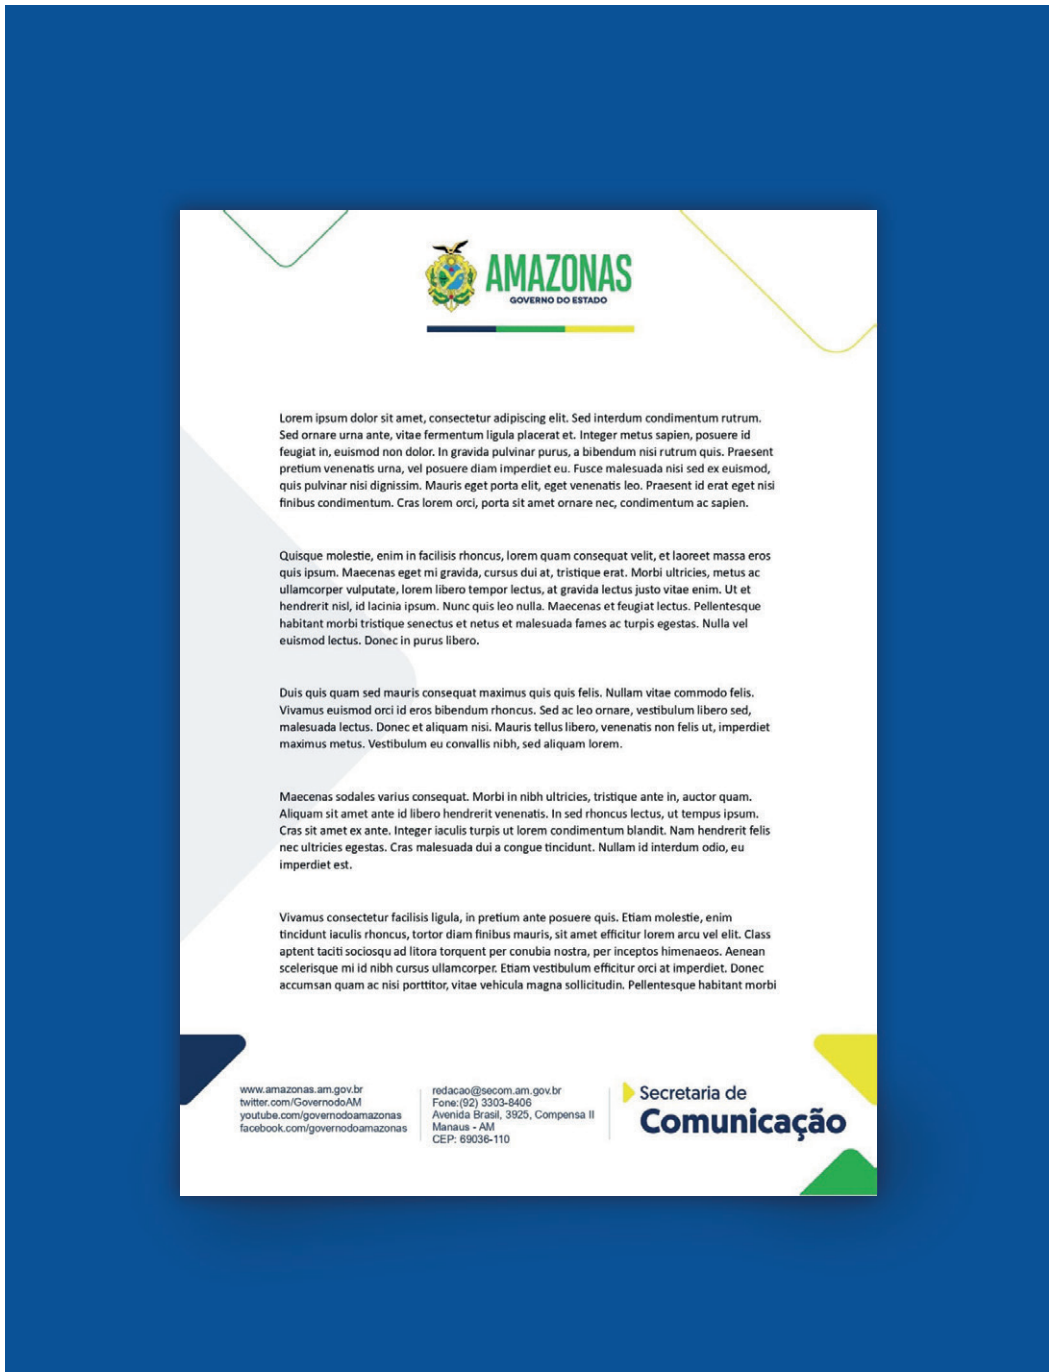 AMAZONAS
GOVERNO DO ESTADO
Lorem ipsum dolor sit amet, consectetur adipiscing elit. Sed interdum condimentum rutrum.
Sed ornare urna ante, vitae fermentum ligula placerat et. Integer metus sapien, posuere id
feugiat in, euismod non dolor. In gravida pulvinar purus, a bibendum nisi rutrum quis. Praesent
pretium venenatis urna, vel posuere diam imperdiet eu. Fusce malesuada nisi sed ex euismod,
quis pulvinar nisi dignissim. Mauris eget porta elit, eget venenatis leo. Praesent id erat eget nisi
finibus condimentum. Cras lorem orci, porta sit amet ornare nec, condimentum ac sapien.
Quisque molestie, enim in facilisis rhoncus, lorem quam consequat velit, et laoreet massa eros
quis ipsum. Maecenas eget mi gravida, cursus dui at, tristique erat. Morbi ultricies, metus ac
ullamcorper vulputate, lorem libero tempor lectus, at gravida lectus justo vitae enim. Ut et
hendrerit nisl, id lacinia ipsum. Nunc quis leo nulla. Maecenas et feugiat lectus. Pellentesque
habitant morbi tristique senectus et netus et malesuada fames ac turpis egestas. Nulla vel
euismod lectus. Donec in purus libero.
Duis quis quam sed mauris consequat maximus quis quis felis. Nullam vitae commodo felis.
Vivamus euismod orci id eros bibendum rhoncus. Sed ac leo ornare, vestibulum libero sed,
malesuada lectus. Donec et aliquam nisi. Mauris tellus libero, venenatis non felis ut, imperdiet
maximus metus. Vestibulum eu convallis nibh, sed aliquam lorem.
Maecenas sodales varius consequat. Morbi in nibh ultricies, tristique ante in, auctor quam.
Aliquam sit amet ante id libero hendrerit venenatis. In sed rhoncus lectus, ut tempus ipsum.
Cras sit amet ex ante. Integer iaculis turpis ut lorem condimentum blandit. Nam hendrerit felis
nec ultricies egestas. Cras malesuada dui a congue tincidunt. Nullam id interdum odio, eu
imperdiet est.
Vivamus consectetur facilisis ligula, in pretium ante posuere quis. Etiam molestie, enim
tincidunt iaculis rhoncus, tortor diam finibus mauris, sit amet efficitur lorem arcu vel elit. Class
aptent taciti sociosqu ad litora torquent per conubia nostra, per inceptos himenaeos. Aenean
scelerisque mi id nibh cursus ullamcorper. Etiam vestibulum efficitur orci at imperdiet. Donec
accumsan quam ac nisi porttitor, vitae vehicula magna sollicitudin. Pellentesque habitant morbi
www.amazonas.am.gov.br
twitter.com/GovernodoAM
youtube.com/governodoamazonas
facebook.com/governodoamazonas
redacao@secom.am.gov.br
Fone:(92) 3303-8406
Avenida Brasil, 3925, Compensa II
Manaus - AM
CEP: 69036-110
Secretaria de
Comunicação